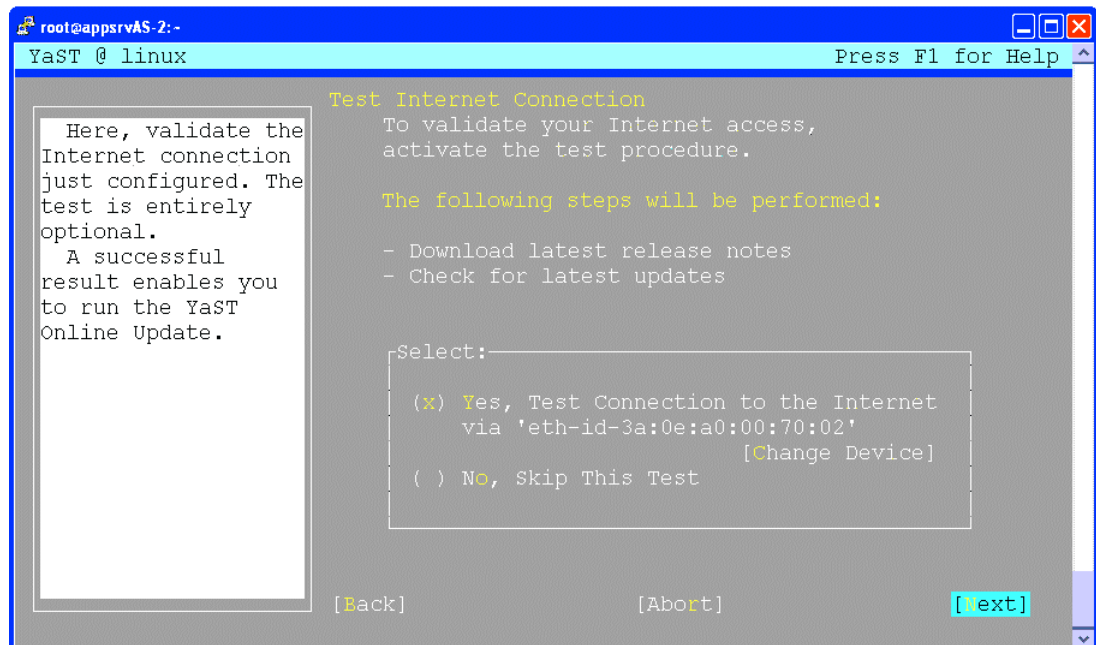 root@appsrvAS-2:~
YaST @ linux Press F1 for Help
Here, validate the
Internet connection
just configured. The
test is entirely
optional.
A successful
result enables you
to run the YaST
Online Update.
Test Internet Connection
To validate your Internet access,
activate the test procedure.
The following steps will be performed:
- Download latest release notes
- Check for latest updates
Select:
(x) Yes, Test Connection to the Internet
via 'eth-id-3a:0e:a0:00:70:02'
[Change Device]
( ) No, Skip This Test
[Back] [Abort] [Next]